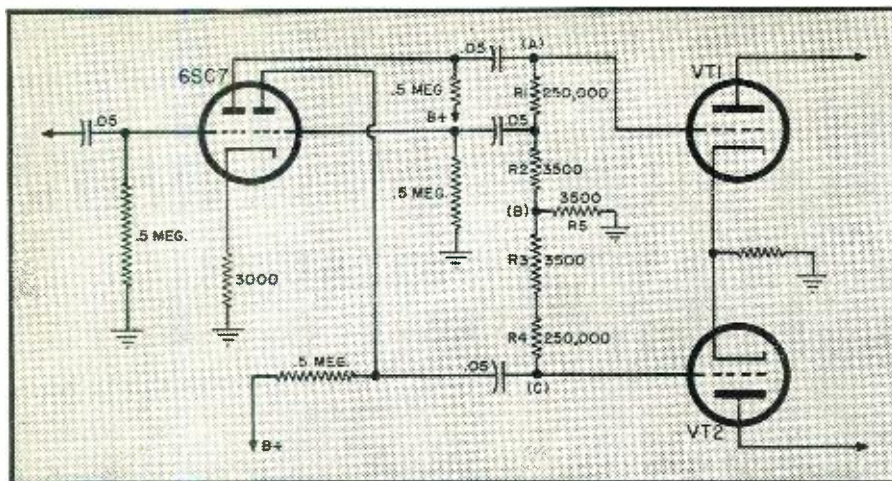 6SC7
.05
.5 MEG.
3000
.5 MEG
B+
.05
(A)
R1 250,000
.05
.5 MEG.
R2 3500
(B)
3500
R5
R3 3500
R4 250,000
.5 MEG.
B+
.05
(C)
VT1
VT2